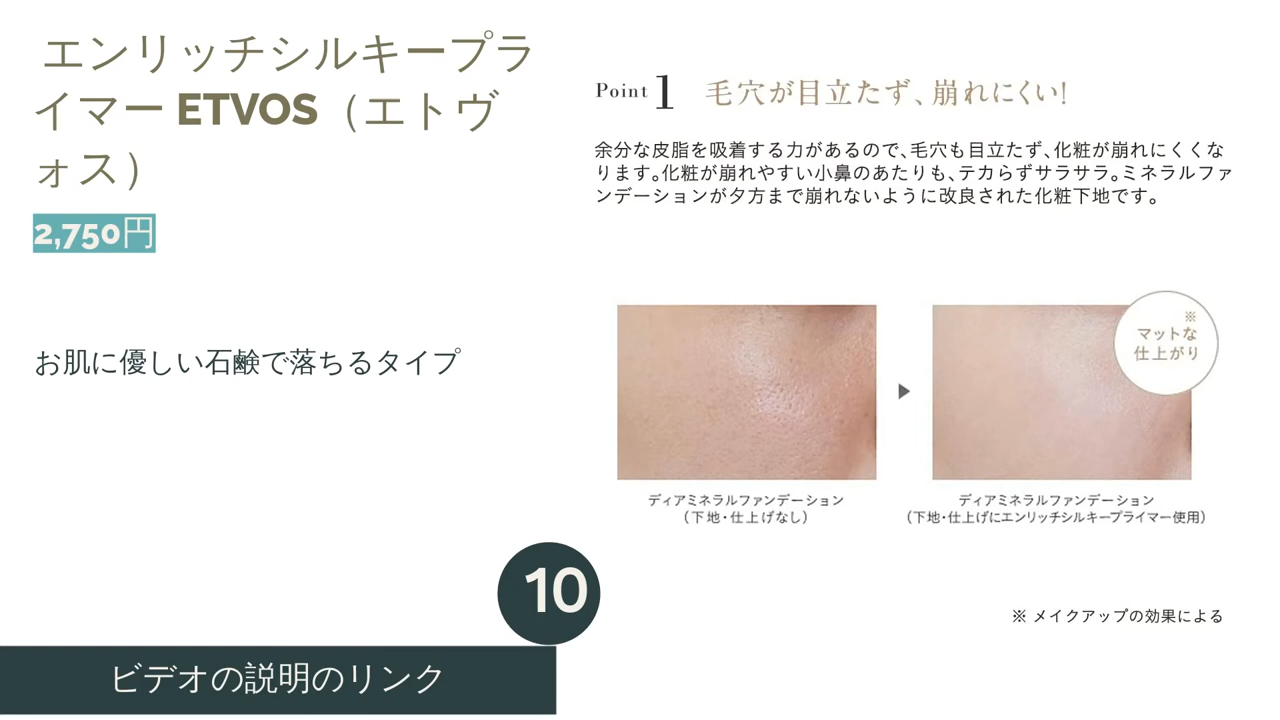 エンリッチシルキープラ
イマー ETVOS（エトヴ
ォス）
2,750円
お肌に優しい石鹸で落ちるタイプ
10
ビデオの説明のリンク
Point 1 毛穴が目立たず、崩れにくい!
余分な皮脂を吸着する力があるので、毛穴も目立たず、化粧が崩れにくくな
ります。化粧が崩れやすい小鼻のあたりも、テカらずサラサラ。ミネラルファ
ンデーションが夕方まで崩れないように改良された化粧下地です。
※
マットな
仕上がり
ディアミネラルファンデーション
（下地・仕上げなし）
ディアミネラルファンデーション
（下地・仕上げにエンリッチシルキープライマー使用）
※ メイクアップの効果による